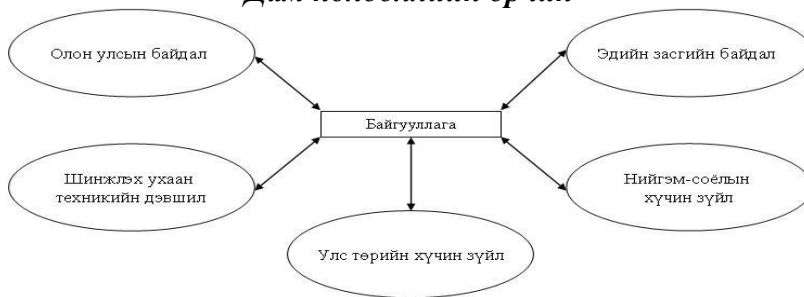 Олон улсын байдал
Эдийн засгийн байдал
Байгууллага
Шинжлэх ухаан
техникийн дэвшил
Нийгэм-соёлын
хүчин зүйл
Улс төрийн хүчин зүйл